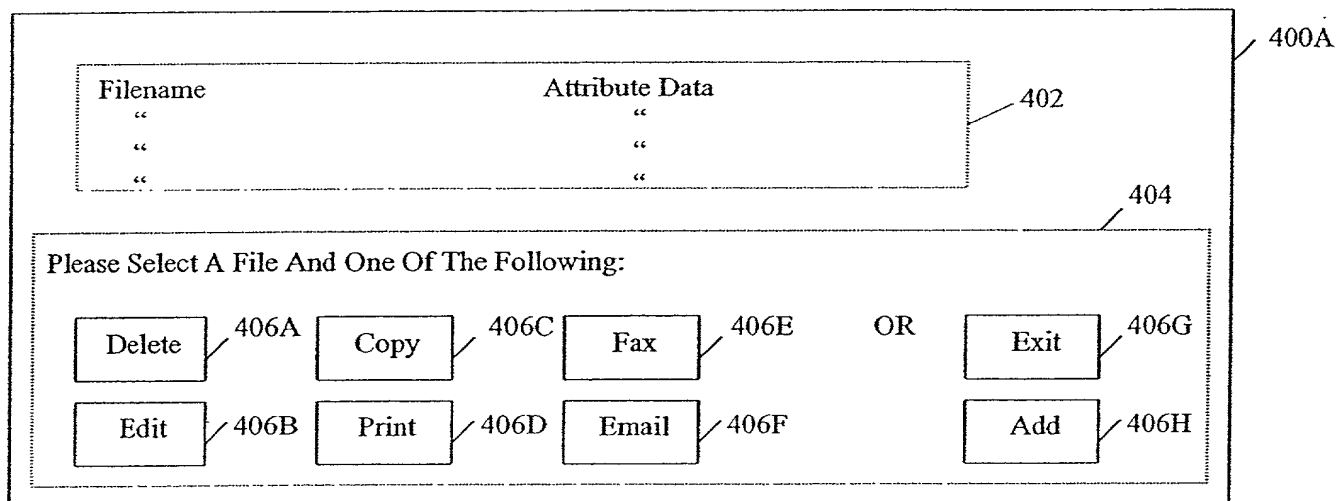 400A
Filename Attribute Data
“ “
“ “
“ “
402
404
Please Select A File And One Of The Following:
Delete 406A Copy 406C Fax 406E OR Exit 406G
Edit 406B Print 406D Email 406F Add 406H